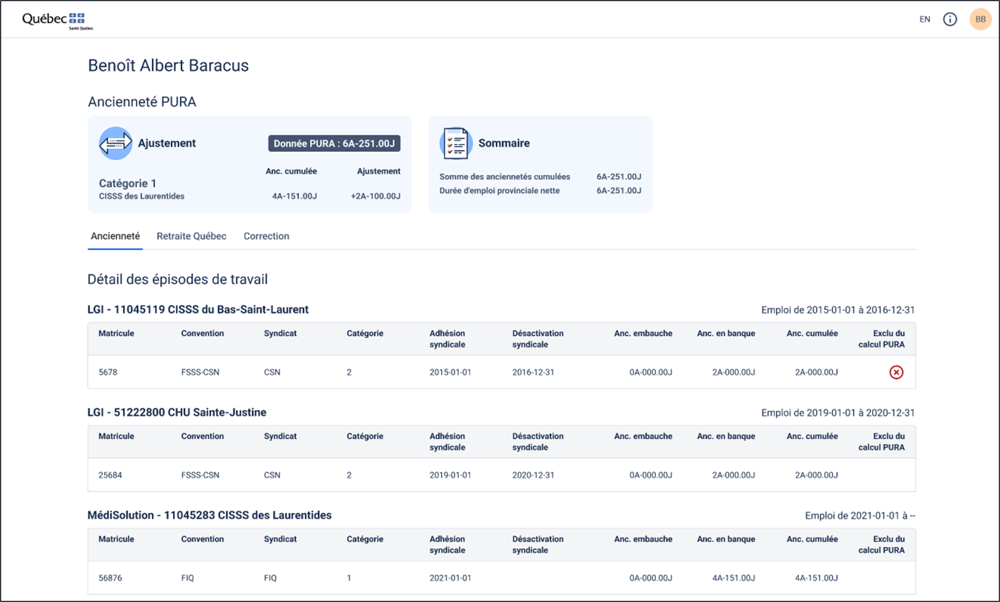 Québec
Santé Québec
EN
BB
Benoît Albert Baracus
Ancienneté PURA
Ajustement
Donnée PURA : 6A-251.00J
Anc. cumulée Ajustement
Catégorie 1
CISSS des Laurentides 4A-151.00J +2A-100.00J
Sommaire
Somme des anciennetés cumulées 6A-251.00J
Durée d'emploi provinciale nette 6A-251.00J
Ancienneté Retraite Québec Correction
Détail des épisodes de travail
LGI - 11045119 CISSS du Bas-Saint-Laurent Emploi de 2015-01-01 à 2016-12-31
Matricule Convention Syndicat Catégorie Adhésion Désactivation Anc. embauche Anc. en banque Anc. cumulée Exclu du
syndicale syndicale calcul PURA
5678 FSSS-CSN CSN 2 2015-01-01 2016-12-31 0A-000.00J 2A-000.00J 2A-000.00J
LGI - 51222800 CHU Sainte-Justine Emploi de 2019-01-01 à 2020-12-31
Matricule Convention Syndicat Catégorie Adhésion Désactivation Anc. embauche Anc. en banque Anc. cumulée Exclu du
syndicale syndicale calcul PURA
25684 FSSS-CSN CSN 2 2019-01-01 2020-12-31 0A-000.00J 2A-000.00J 2A-000.00J
MédiSolution - 11045283 CISSS des Laurentides Emploi de 2021-01-01 à --
Matricule Convention Syndicat Catégorie Adhésion Désactivation Anc. embauche Anc. en banque Anc. cumulée Exclu du
syndicale syndicale calcul PURA
56876 FIQ FIQ 1 2021-01-01 0A-000.00J 4A-151.00J 4A-151.00J